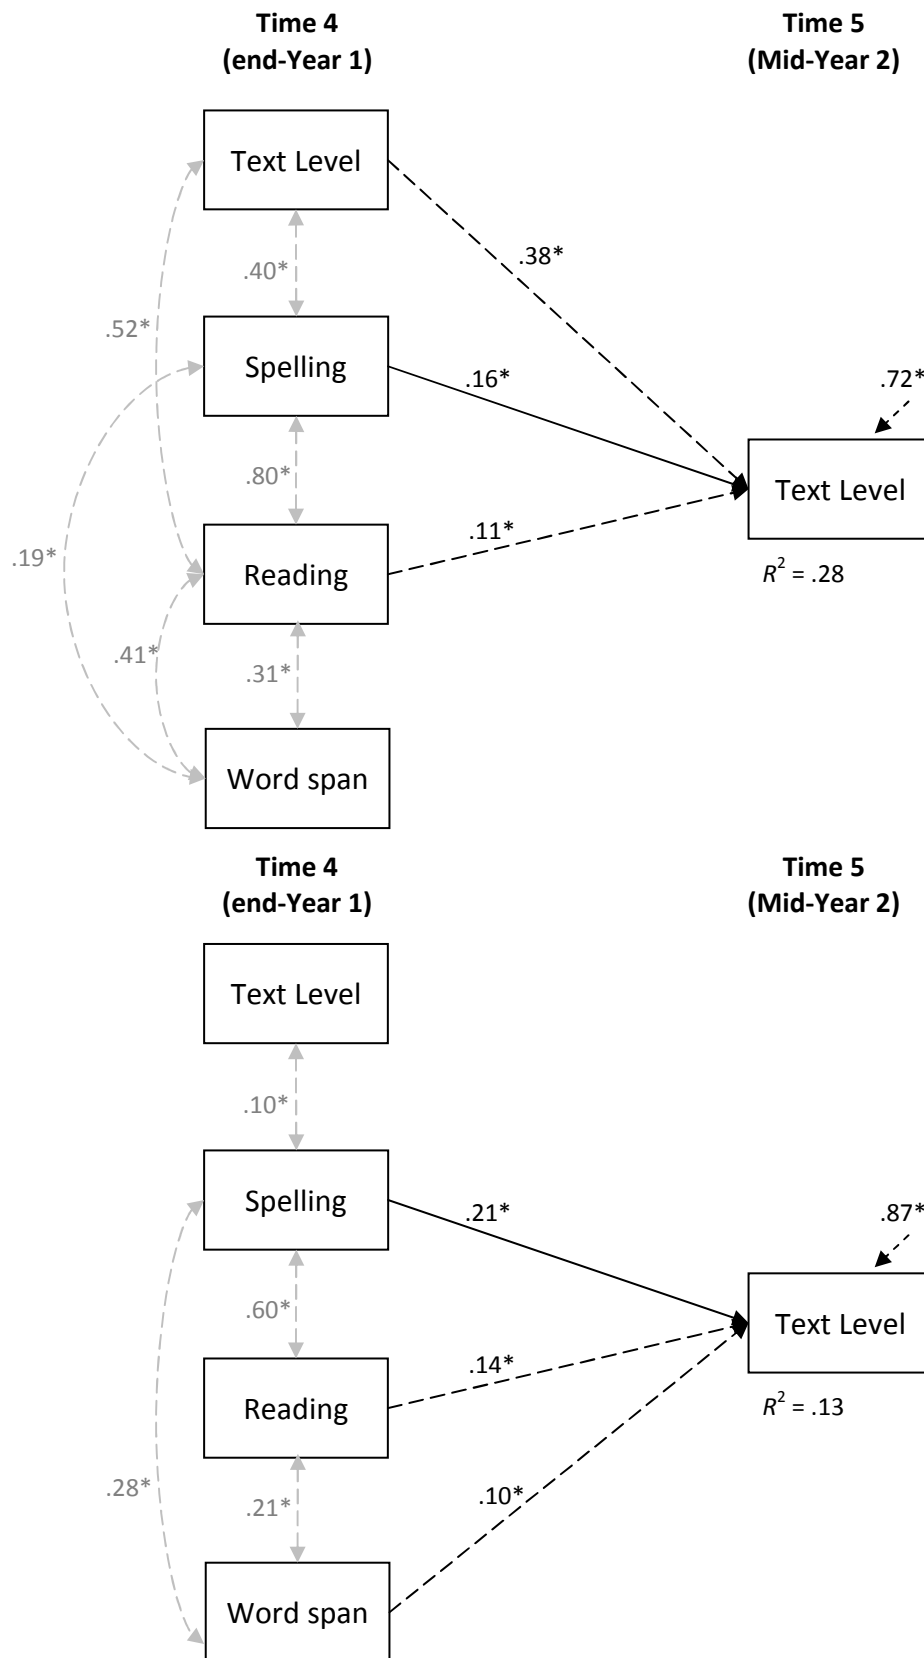 Time 4
(end-Year 1)
Time 5
(Mid-Year 2)
Text Level
.38*
.40*
.52*
Spelling
.16*
.72*
.80*
Text Level
.19*
.11*
Reading
R² = .28
.41*
.31*
Word span
Time 4
(end-Year 1)
Time 5
(Mid-Year 2)
Text Level
.10*
Spelling
.21*
.87*
.60*
Text Level
.14*
Reading
R² = .13
.28*
.21*
.10*
Word span